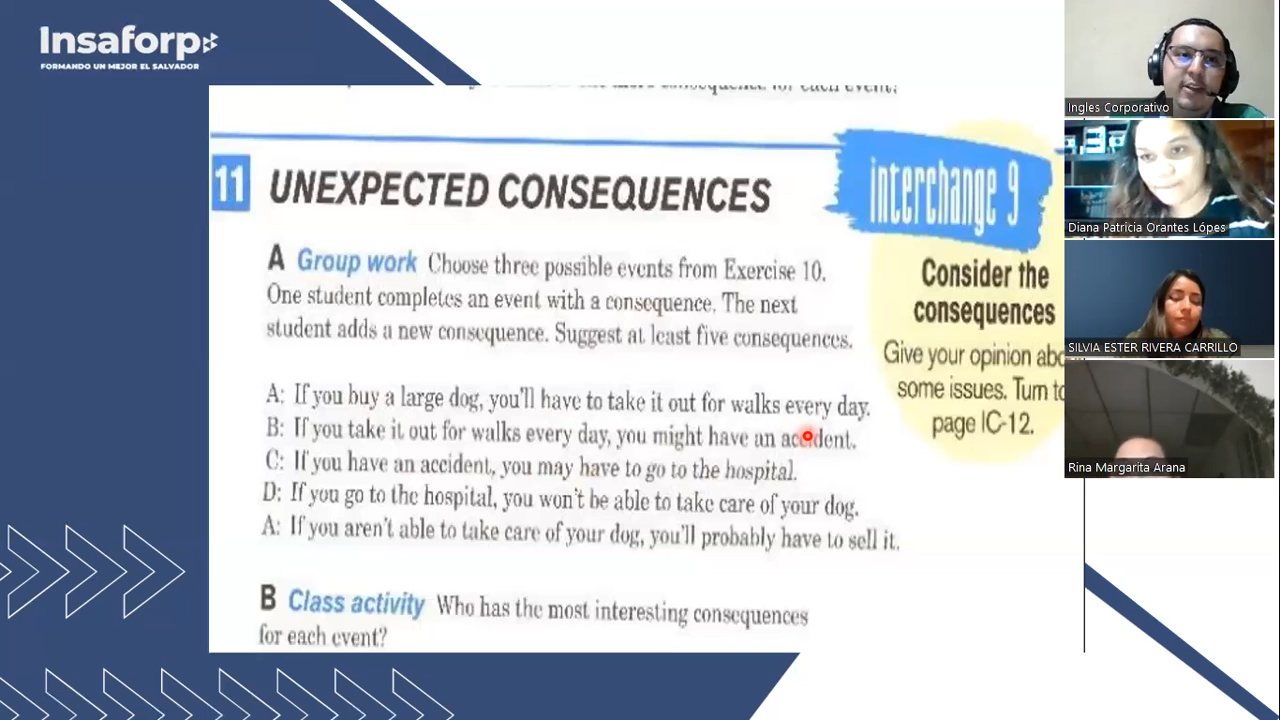 Insaforp
FORMANDO UN MEJOR EL SALVADOR
consequence for each event?
11 UNEXPECTED CONSEQUENCES
interchange 9
A Group work Choose three possible events from Exercise 10.
One student completes an event with a consequence. The next
student adds a new consequence. Suggest at least five consequences.
A: If you buy a large dog, you'll have to take it out for walks every day.
B: If you take it out for walks every day, you might have an accident.
C: If you have an accident, you may have to go to the hospital.
D: If you go to the hospital, you won't be able to take care of your dog.
A: If you aren't able to take care of your dog, you'll probably have to sell it.
B Class activity Who has the most interesting consequences
for each event?
Consider the
consequences
Give your opinion abo
some issues. Turn to
page IC-12.
Ingles Corporativo
Diana Patricia Orantes Lópes
SILVIA ESTER RIVERA CARRILLO
Rina Margarita Arana